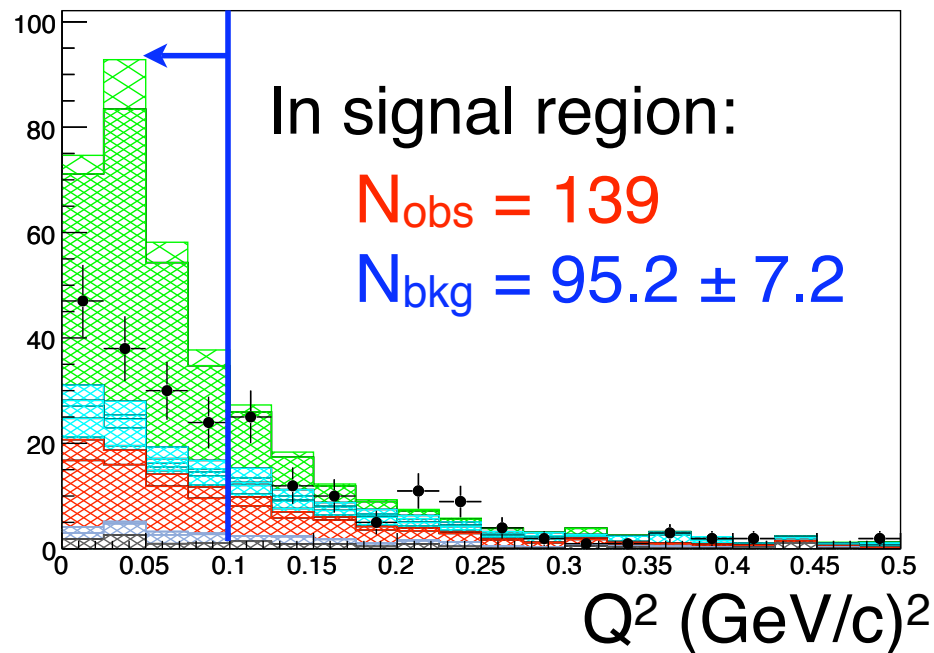 100
80
60
40
20
0
In signal region:
N_obs = 139
N_bkg = 95.2 ± 7.2
0 0.05 0.1 0.15 0.2 0.25 0.3 0.35 0.4 0.45 0.5
Q² (GeV/c)²